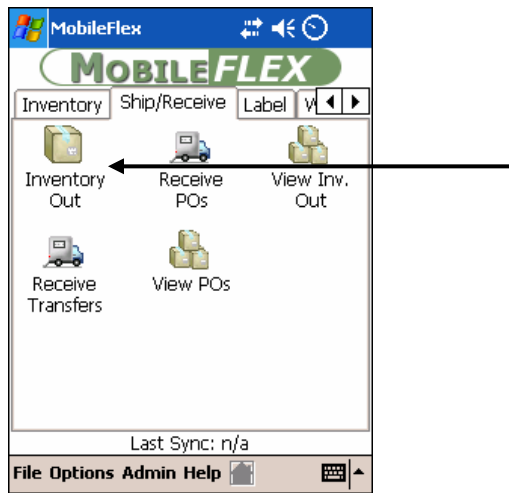 MobileFlex
MOBILEFLEX
Inventory Ship/Receive Label
Inventory Out
Receive POs
View Inv. Out
Receive Transfers
View POs
Last Sync: n/a
File Options Admin Help